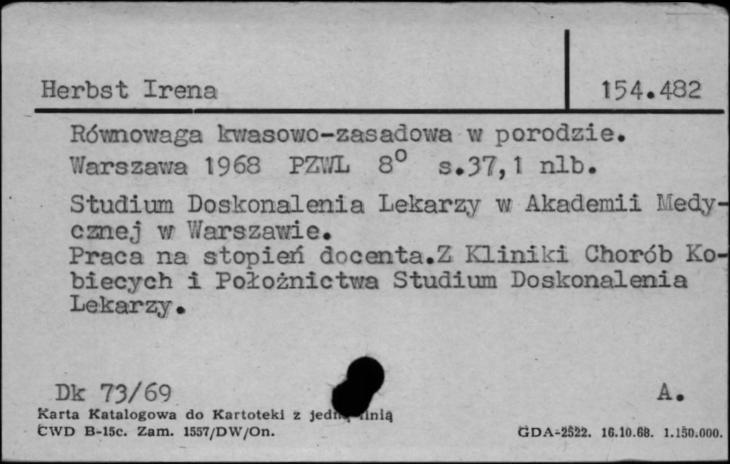 Herbst Irena 154.482
Równowaga kwasowo-zasadowa w porodzie.
Warszawa 1968 PZWL 8° s.37,1 nlb.
Studium Doskonalenia Lekarzy w Akademii Medy-
cznej w Warszawie.
Praca na stopień docenta.Z Kliniki Chorób Ko-
biecych i Położnictwa Studium Doskonalenia
Lekarzy.
Dk 73/69 A.
Karta Katalogowa do Kartoteki z jedną linią
CWD B-15c. Zam. 1557/DW/On. GDA-2522. 16.10.68. 1.150.000.